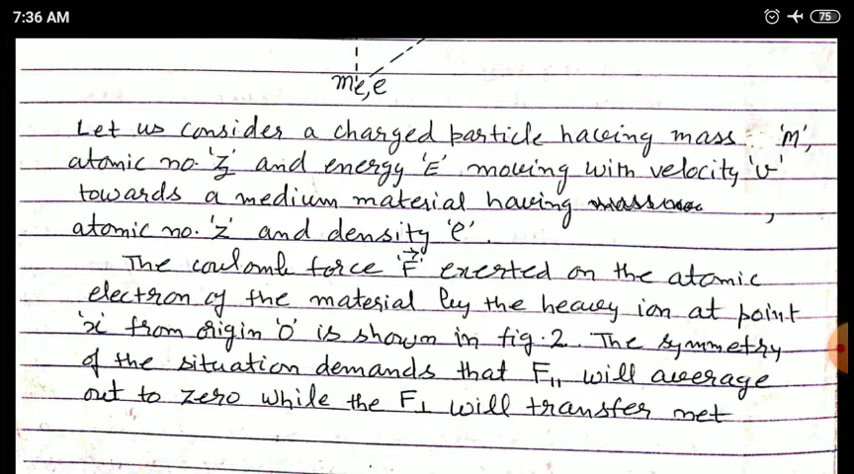 7:36 AM
75
me,e
Let us consider a charged particle having mass 'M',
atomic no. 'z' and energy 'E' moving with velocity 'v'
towards a medium material having ,
atomic no. 'z' and density 'ρ'.
The coulomb force 'F⃗' exerted on the atomic
electron of the material by the heavy ion at point
'x' from origin 'O' is shown in fig.2. The symmetry
of the situation demands that F₁₁ will average
out to zero while the F⊥ will transfer net